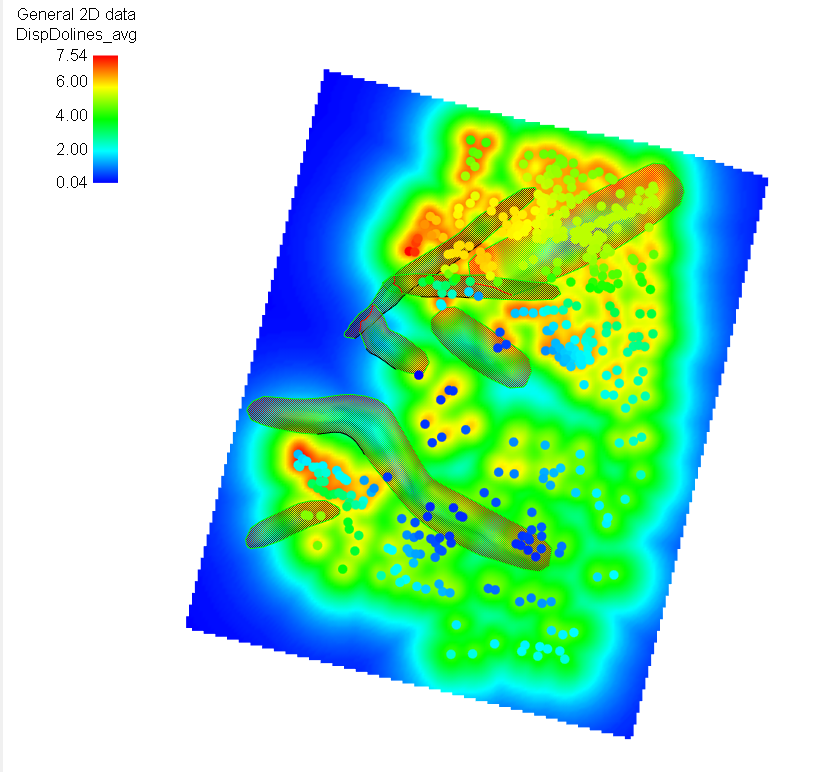 General 2D data
DispDolines_avg
7.54
6.00
4.00
2.00
0.04